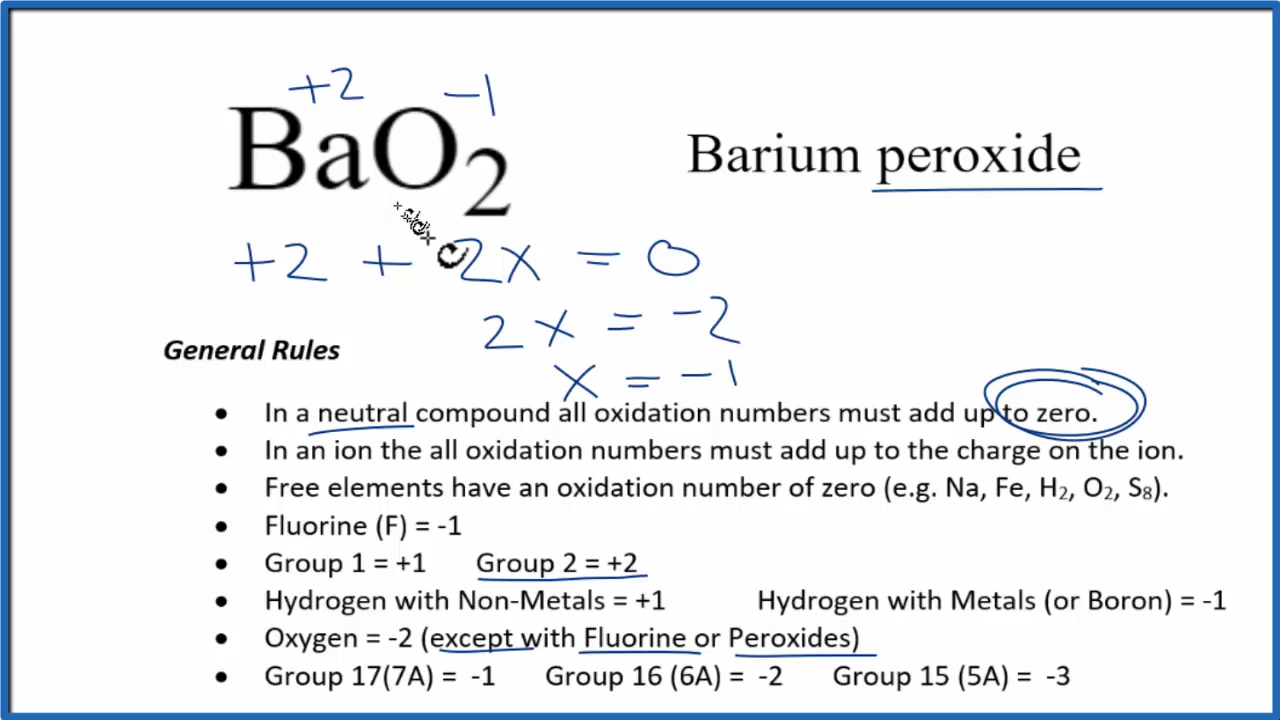 +2 -1
BaO₂ Barium peroxide
+2 + 2x = 0
2x = -2
General Rules
x = -1
• In a neutral compound all oxidation numbers must add up to zero.
• In an ion the all oxidation numbers must add up to the charge on the ion.
• Free elements have an oxidation number of zero (e.g. Na, Fe, H₂, O₂, S₈).
• Fluorine (F) = -1
• Group 1 = +1 Group 2 = +2
• Hydrogen with Non-Metals = +1 Hydrogen with Metals (or Boron) = -1
• Oxygen = -2 (except with Fluorine or Peroxides)
• Group 17(7A) = -1 Group 16 (6A) = -2 Group 15 (5A) = -3